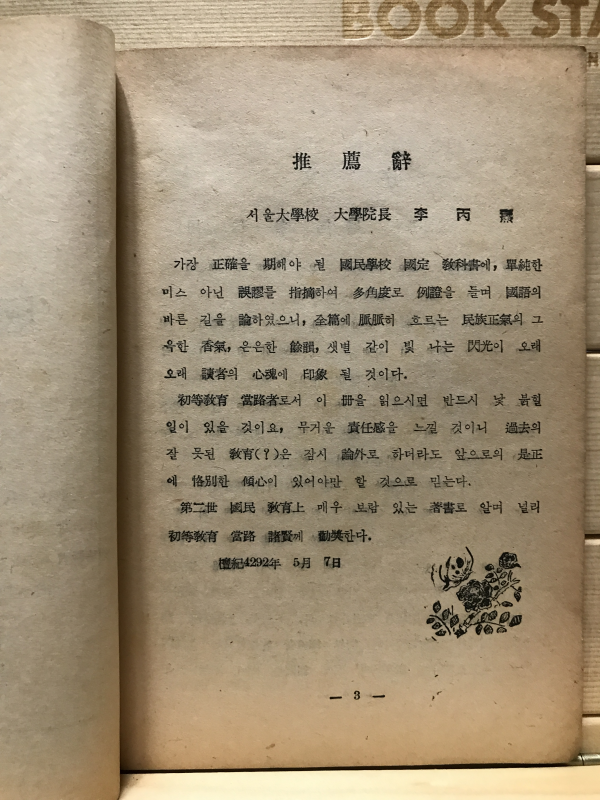 BOOK STA
推薦辭
서울大學校 大學院長 李丙燾
가장 正確을 期해야 될 國民學校 國定 敎科書에, 單純한
미스 아닌 誤謬를 指摘하여 多角度로 例證을 들며 國語의
바른 길을 論하였으니, 全篇에 脈脈히 흐르는 民族正氣의 그
윽한 香氣, 은은한 餘韻, 샛별 같이 빛 나는 閃光이 오래
오래 讀者의 心魂에 印象 될 것이다.
初等敎育 當路者로서 이 冊을 읽으시면 반드시 낯 붉힐
일이 있을 것이요, 무거운 責任感을 느낄 것이니 過去의
잘 못된 敎育(?)은 잠시 論外로 하더라도 앞으로의 是正
에 恪別한 傾心이 있어야만 할 것으로 믿는다.
第二世 國民 敎育上 매우 보람 있는 著書로 알며 널리
初等敎育 當路 諸賢께 勸奬한다.
檀紀4292年 5月 7日
— 3 —